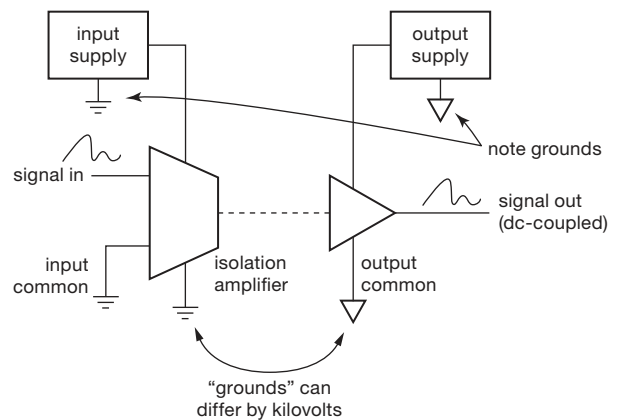 input
supply
output
supply
note grounds
signal in
signal out
(dc-coupled)
input
common
isolation
amplifier
output
common
“grounds” can
differ by kilovolts